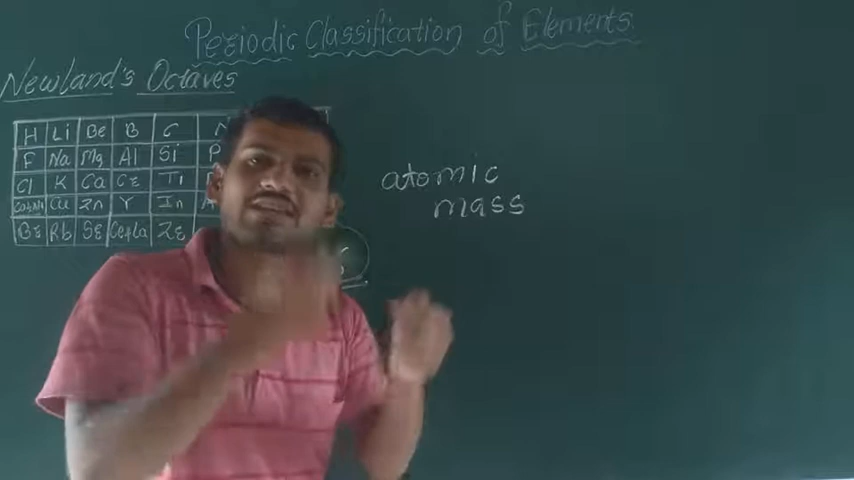 Periodic Classification of Elements.
Newland's Octaves
H Li Be B C N
F Na Mg Al Si P
Cl K Ca Cr Ti
Co&Ni Cu Zn Y In A
Br Rb Sr Ce&La Zr
atomic
mass